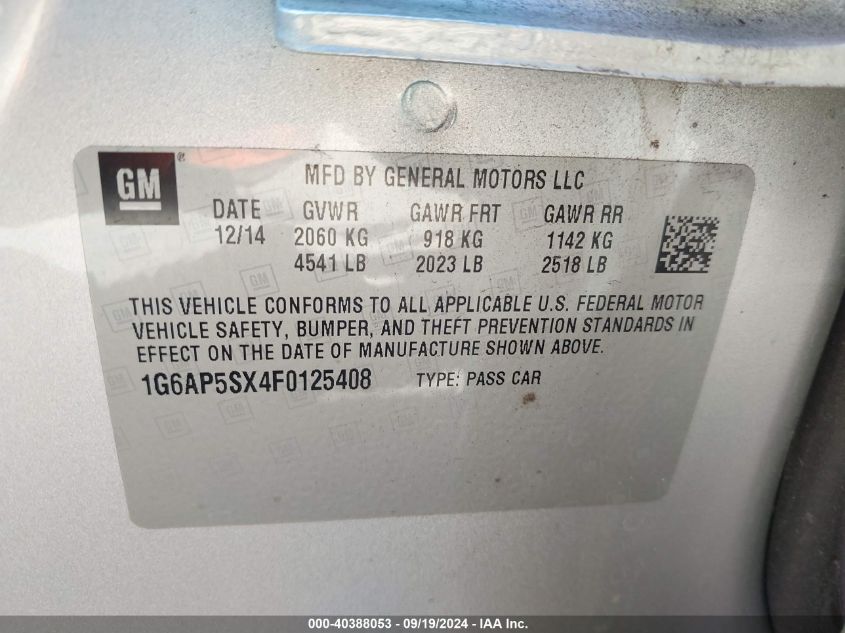 GM®
MFD BY GENERAL MOTORS LLC
DATE GVWR GAWR FRT GAWR RR
12/14 2060 KG 918 KG 1142 KG
4541 LB 2023 LB 2518 LB
THIS VEHICLE CONFORMS TO ALL APPLICABLE U.S. FEDERAL MOTOR
VEHICLE SAFETY, BUMPER, AND THEFT PREVENTION STANDARDS IN
EFFECT ON THE DATE OF MANUFACTURE SHOWN ABOVE.
1G6AP5SX4F0125408 TYPE: PASS CAR
000-40388053 - 09/19/2024 - IAA Inc.